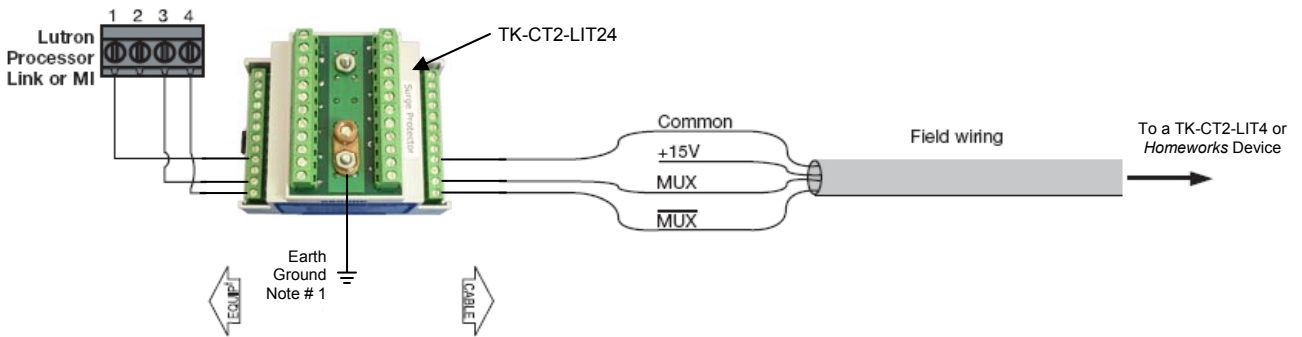 1 2 3 4
Lutron
Processor
Link or MI
TK-CT2-LIT24
Surge Protector
Common
+15V
MUX
MUX
Field wiring
To a TK-CT2-LIT4 or
Homeworks Device
Earth
Ground
Note # 1
EQUIPᵗ
CABLE